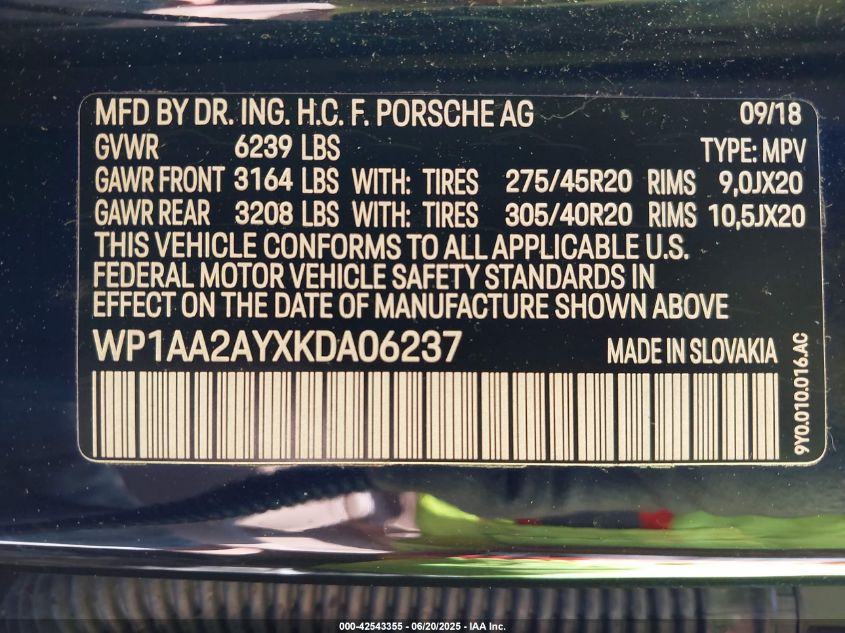 MFD BY DR. ING. H.C. F. PORSCHE AG 09/18
GVWR 6239 LBS TYPE: MPV
GAWR FRONT 3164 LBS WITH: TIRES 275/45R20 RIMS 9,0JX20
GAWR REAR 3208 LBS WITH: TIRES 305/40R20 RIMS 10,5JX20
THIS VEHICLE CONFORMS TO ALL APPLICABLE U.S.
FEDERAL MOTOR VEHICLE SAFETY STANDARDS IN
EFFECT ON THE DATE OF MANUFACTURE SHOWN ABOVE
WP1AA2AYXKDA06237 MADE IN SLOVAKIA
9Y0.010.016.AC
000-42543355 - 06/20/2025 - IAA Inc.